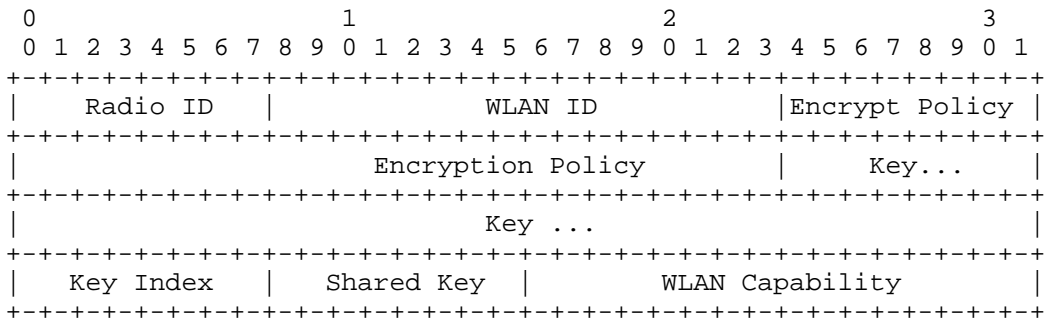 0                   1                   2                   3
 0 1 2 3 4 5 6 7 8 9 0 1 2 3 4 5 6 7 8 9 0 1 2 3 4 5 6 7 8 9 0 1
+-+-+-+-+-+-+-+-+-+-+-+-+-+-+-+-+-+-+-+-+-+-+-+-+-+-+-+-+-+-+-+-+
|    Radio ID   |            WLAN ID            |Encrypt Policy |
+-+-+-+-+-+-+-+-+-+-+-+-+-+-+-+-+-+-+-+-+-+-+-+-+-+-+-+-+-+-+-+-+
|                      Encryption Policy        |     Key...    |
+-+-+-+-+-+-+-+-+-+-+-+-+-+-+-+-+-+-+-+-+-+-+-+-+-+-+-+-+-+-+-+-+
|                             Key ...                           |
+-+-+-+-+-+-+-+-+-+-+-+-+-+-+-+-+-+-+-+-+-+-+-+-+-+-+-+-+-+-+-+-+
|   Key Index   |   Shared Key  |        WLAN Capability        |
+-+-+-+-+-+-+-+-+-+-+-+-+-+-+-+-+-+-+-+-+-+-+-+-+-+-+-+-+-+-+-+-+